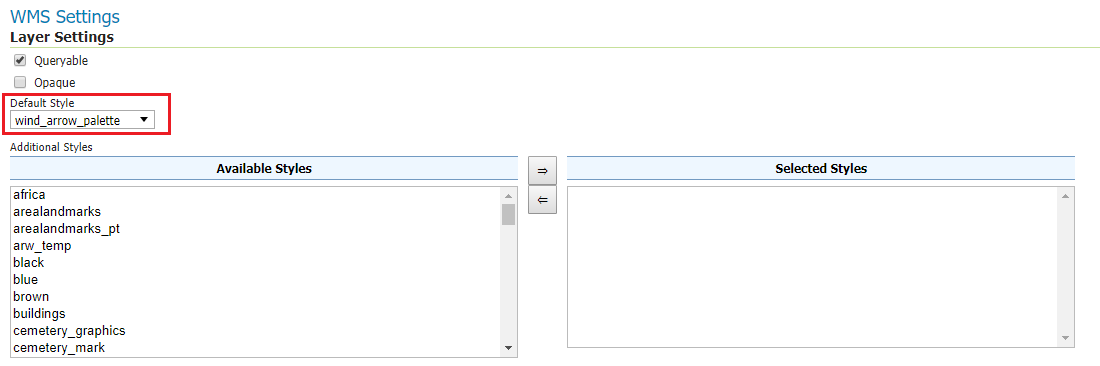 WMS Settings
Layer Settings
Queryable
Opaque
Default Style
wind_arrow_palette
Additional Styles
Available Styles
⇒
Selected Styles
⇐
africa
arealandmarks
arealandmarks_pt
arw_temp
black
blue
brown
buildings
cemetery_graphics
cemetery_mark